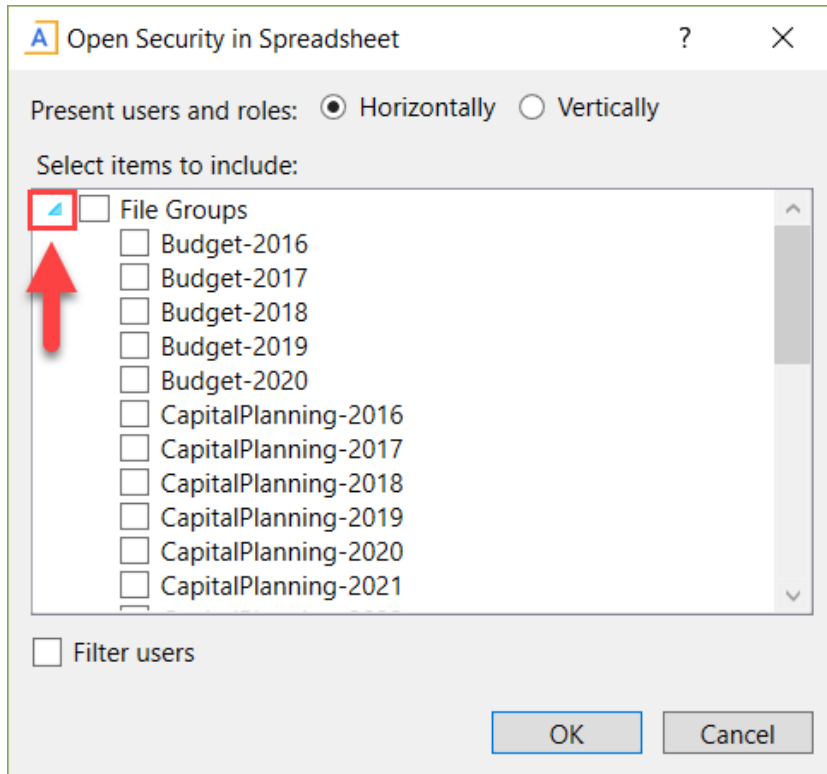 A Open Security in Spreadsheet ?
Present users and roles: Horizontally Vertically
Select items to include:
File Groups
Budget-2016
Budget-2017
Budget-2018
Budget-2019
Budget-2020
CapitalPlanning-2016
CapitalPlanning-2017
CapitalPlanning-2018
CapitalPlanning-2019
CapitalPlanning-2020
CapitalPlanning-2021
Filter users
OK Cancel